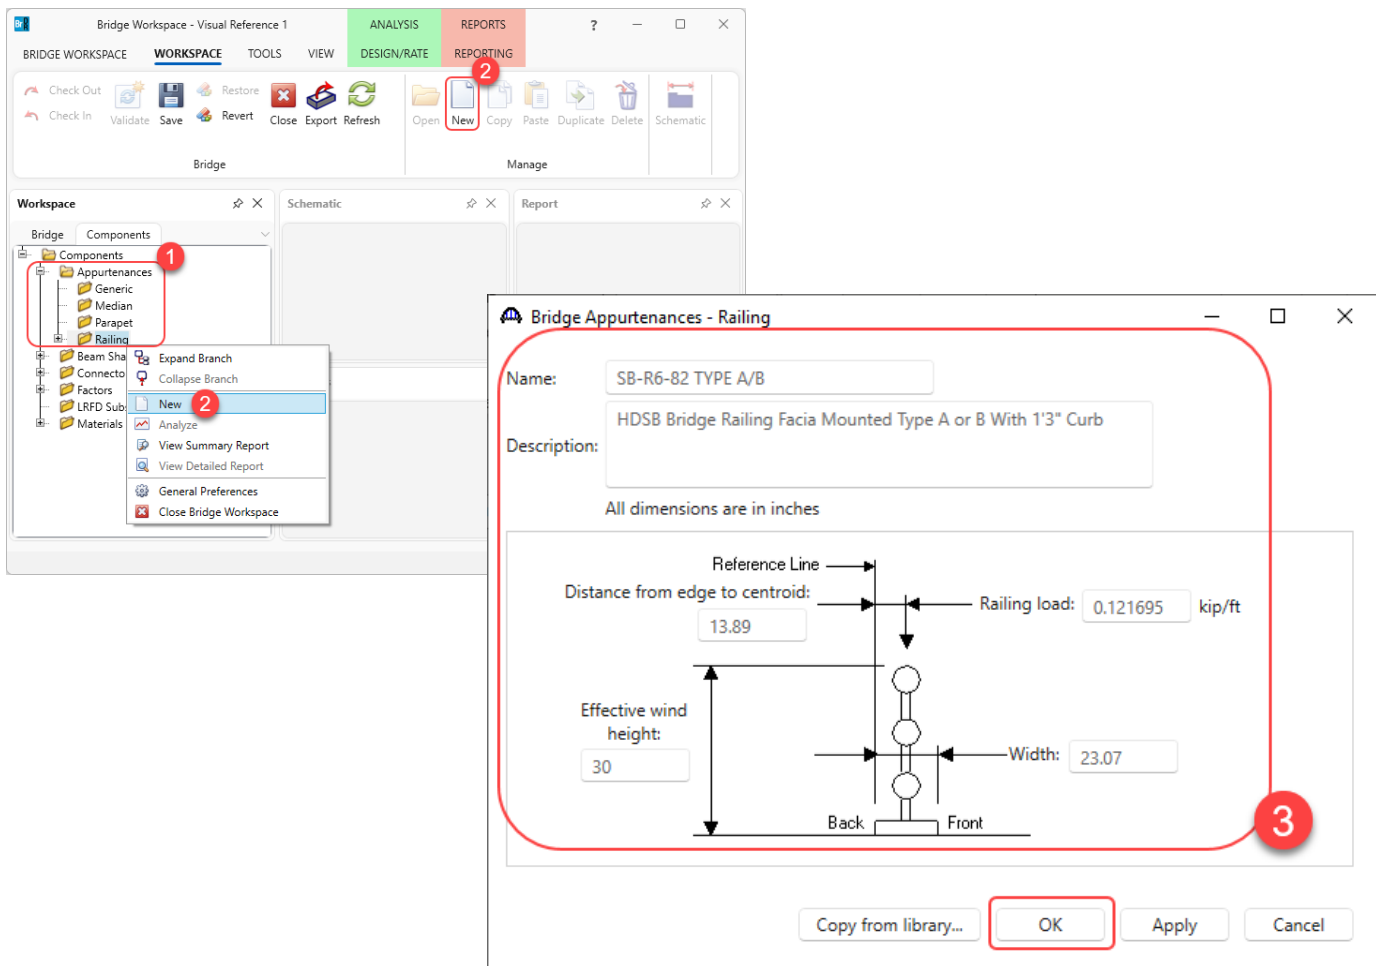 Br
Bridge Workspace - Visual Reference 1
ANALYSIS
REPORTS
?
BRIDGE WORKSPACE
WORKSPACE
TOOLS
VIEW
DESIGN/RATE
REPORTING
2
Check Out
Check In
Validate
Save
Restore
Revert
Close
Export
Refresh
Open
New
Copy
Paste
Duplicate
Delete
Schematic
Bridge
Manage
Workspace
Schematic
Report
Bridge
Components
Components
1
Appurtenances
Generic
Median
Parapet
Railing
Beam Sha
Connecto
Factors
LRFD Sub
Materials
Expand Branch
Collapse Branch
New
2
Analyze
View Summary Report
View Detailed Report
General Preferences
Close Bridge Workspace
Bridge Appurtenances - Railing
Name:
SB-R6-82 TYPE A/B
Description:
HDSB Bridge Railing Facia Mounted Type A or B With 1'3" Curb
All dimensions are in inches
Reference Line
Distance from edge to centroid:
13.89
Railing load:
0.121695
kip/ft
Effective wind
height:
30
Width:
23.07
Back
Front
3
Copy from library...
OK
Apply
Cancel